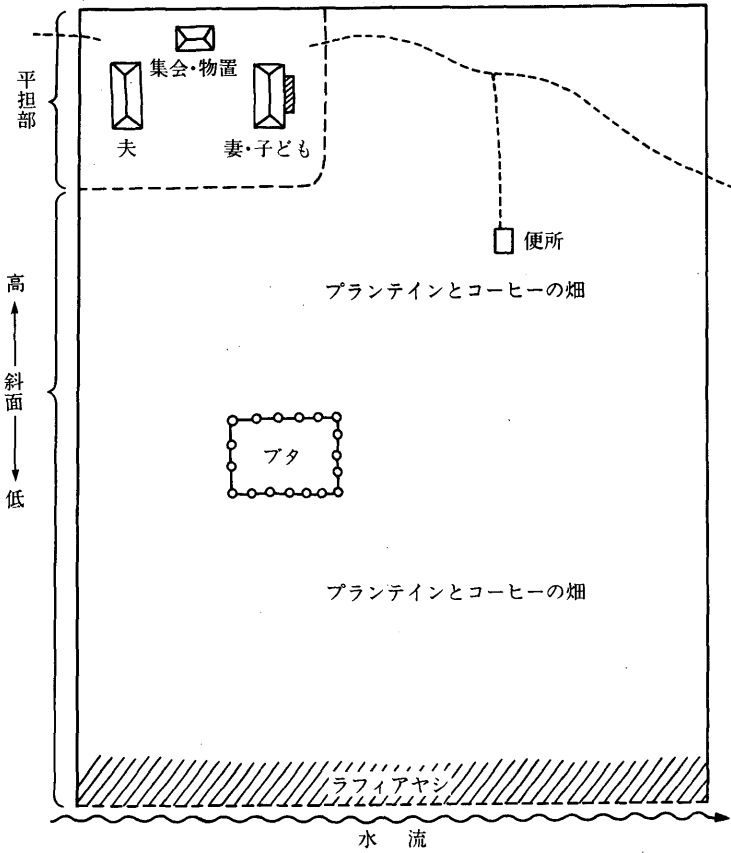 集会・物置
平担部
夫
妻・子ども
便所
高
プランテインとコーヒーの畑
斜面
ブタ
低
プランテインとコーヒーの畑
ラフィアヤシ
水流